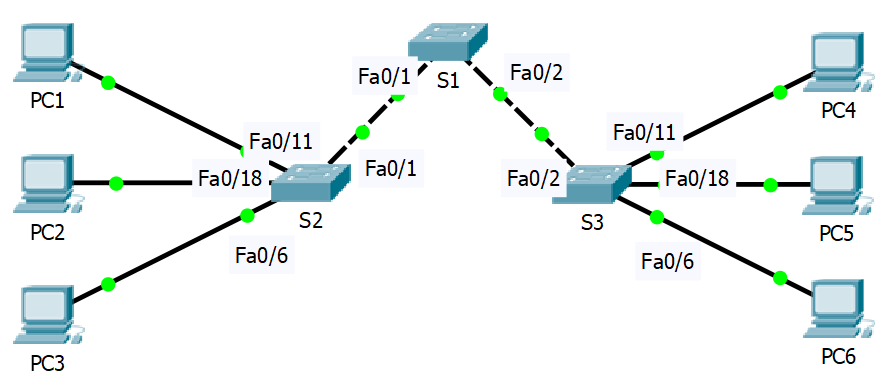 S1
Fa0/1
Fa0/2
PC1
PC4
Fa0/11
Fa0/11
Fa0/1
Fa0/18
Fa0/2
Fa0/18
S2
S3
PC2
PC5
Fa0/6
Fa0/6
PC3
PC6